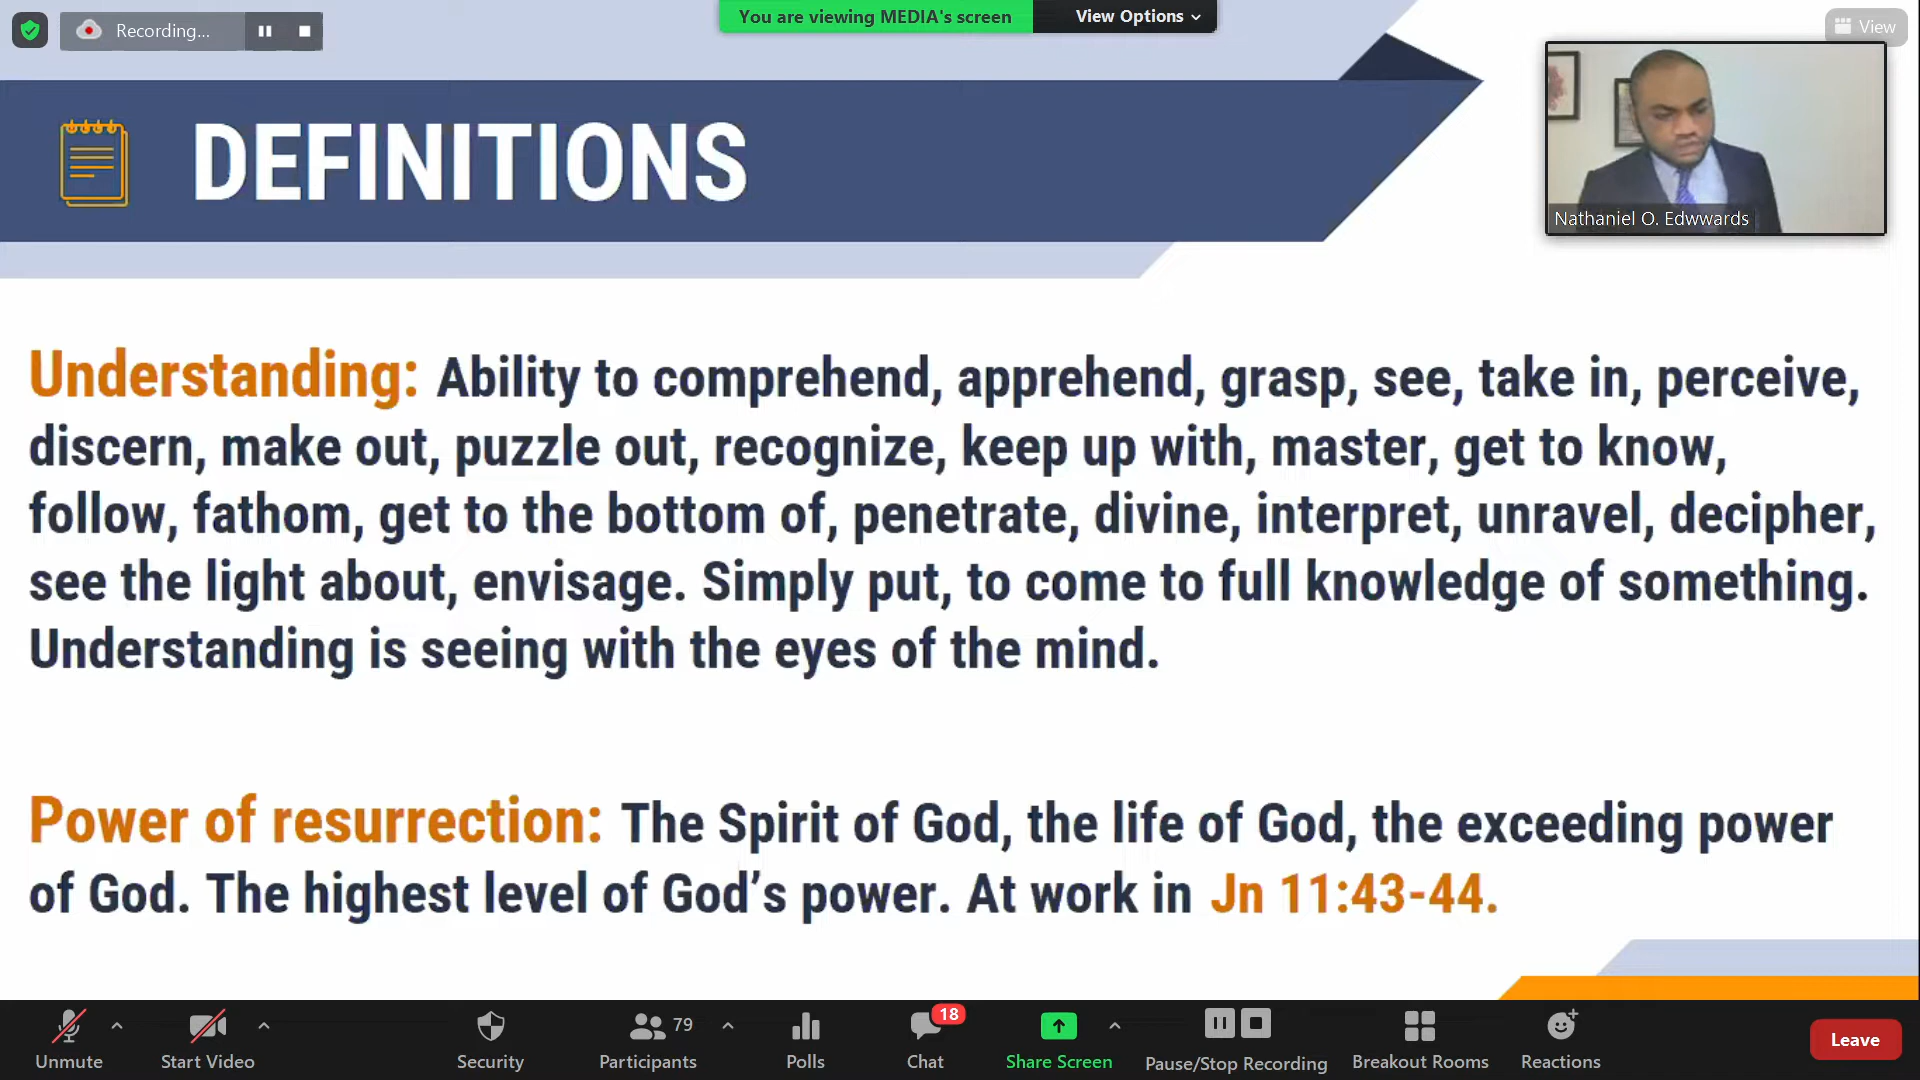 Recording...
You are viewing MEDIA's screen
View Options
View
DEFINITIONS
Nathaniel O. Edwwards
Understanding: Ability to comprehend, apprehend, grasp, see, take in, perceive,
discern, make out, puzzle out, recognize, keep up with, master, get to know,
follow, fathom, get to the bottom of, penetrate, divine, interpret, unravel, decipher,
see the light about, envisage. Simply put, to come to full knowledge of something.
Understanding is seeing with the eyes of the mind.
Power of resurrection: The Spirit of God, the life of God, the exceeding power
of God. The highest level of God’s power. At work in Jn 11:43-44.
79
18
Unmute
Start Video
Security
Participants
Polls
Chat
Share Screen
Pause/Stop Recording
Breakout Rooms
Reactions
Leave